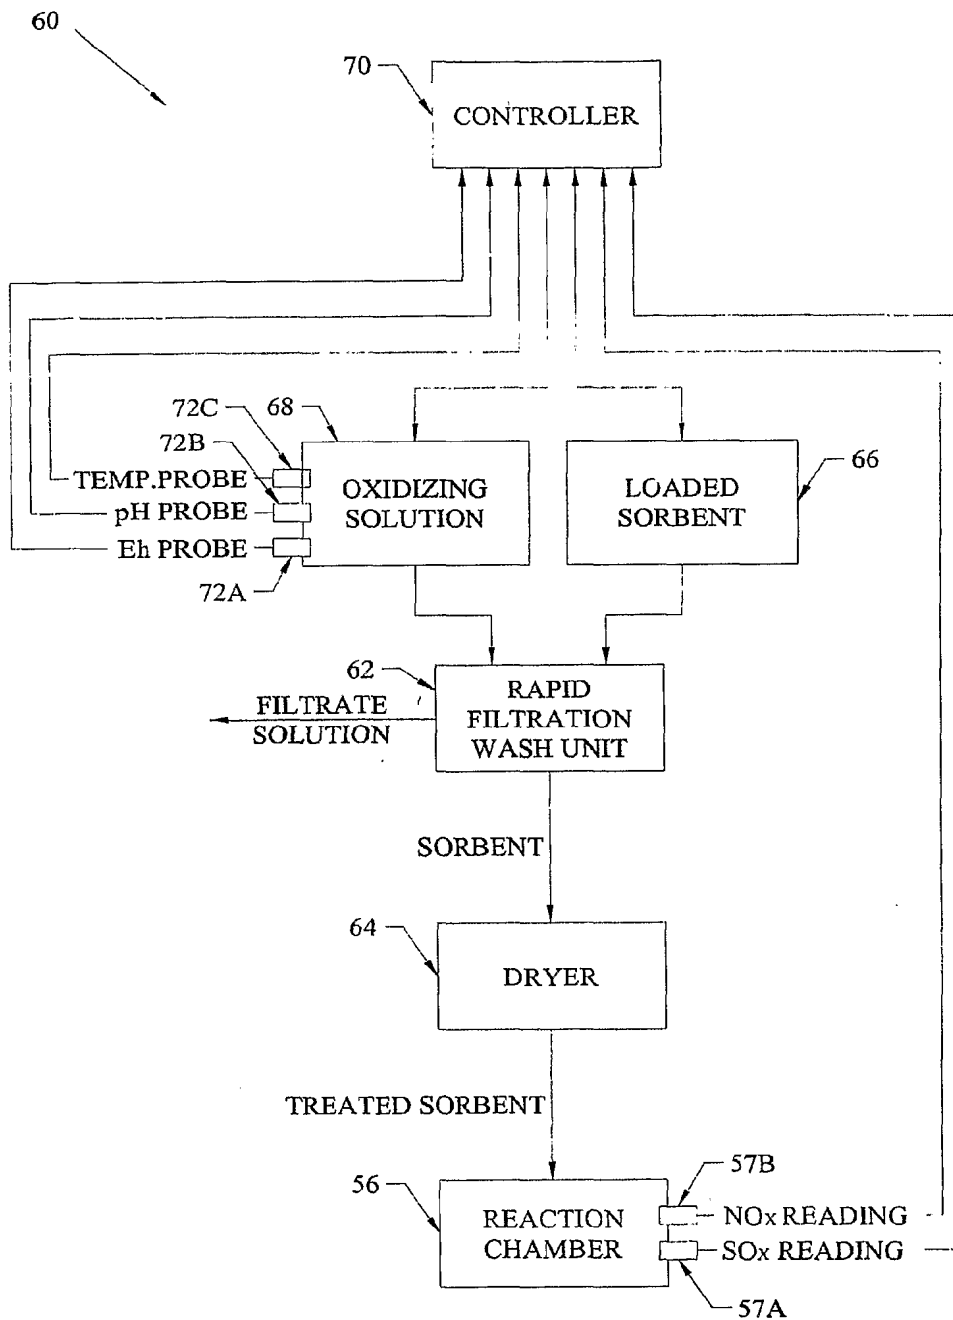 60
70
CONTROLLER
72C
68
72B
66
TEMP.PROBE
OXIDIZING
SOLUTION
LOADED
SORBENT
pH PROBE
Eh PROBE
72A
62
RAPID
FILTRATION
WASH UNIT
FILTRATE
SOLUTION
SORBENT
64
DRYER
TREATED SORBENT
57B
56
REACTION
CHAMBER
NOx READING
SOx READING
57A